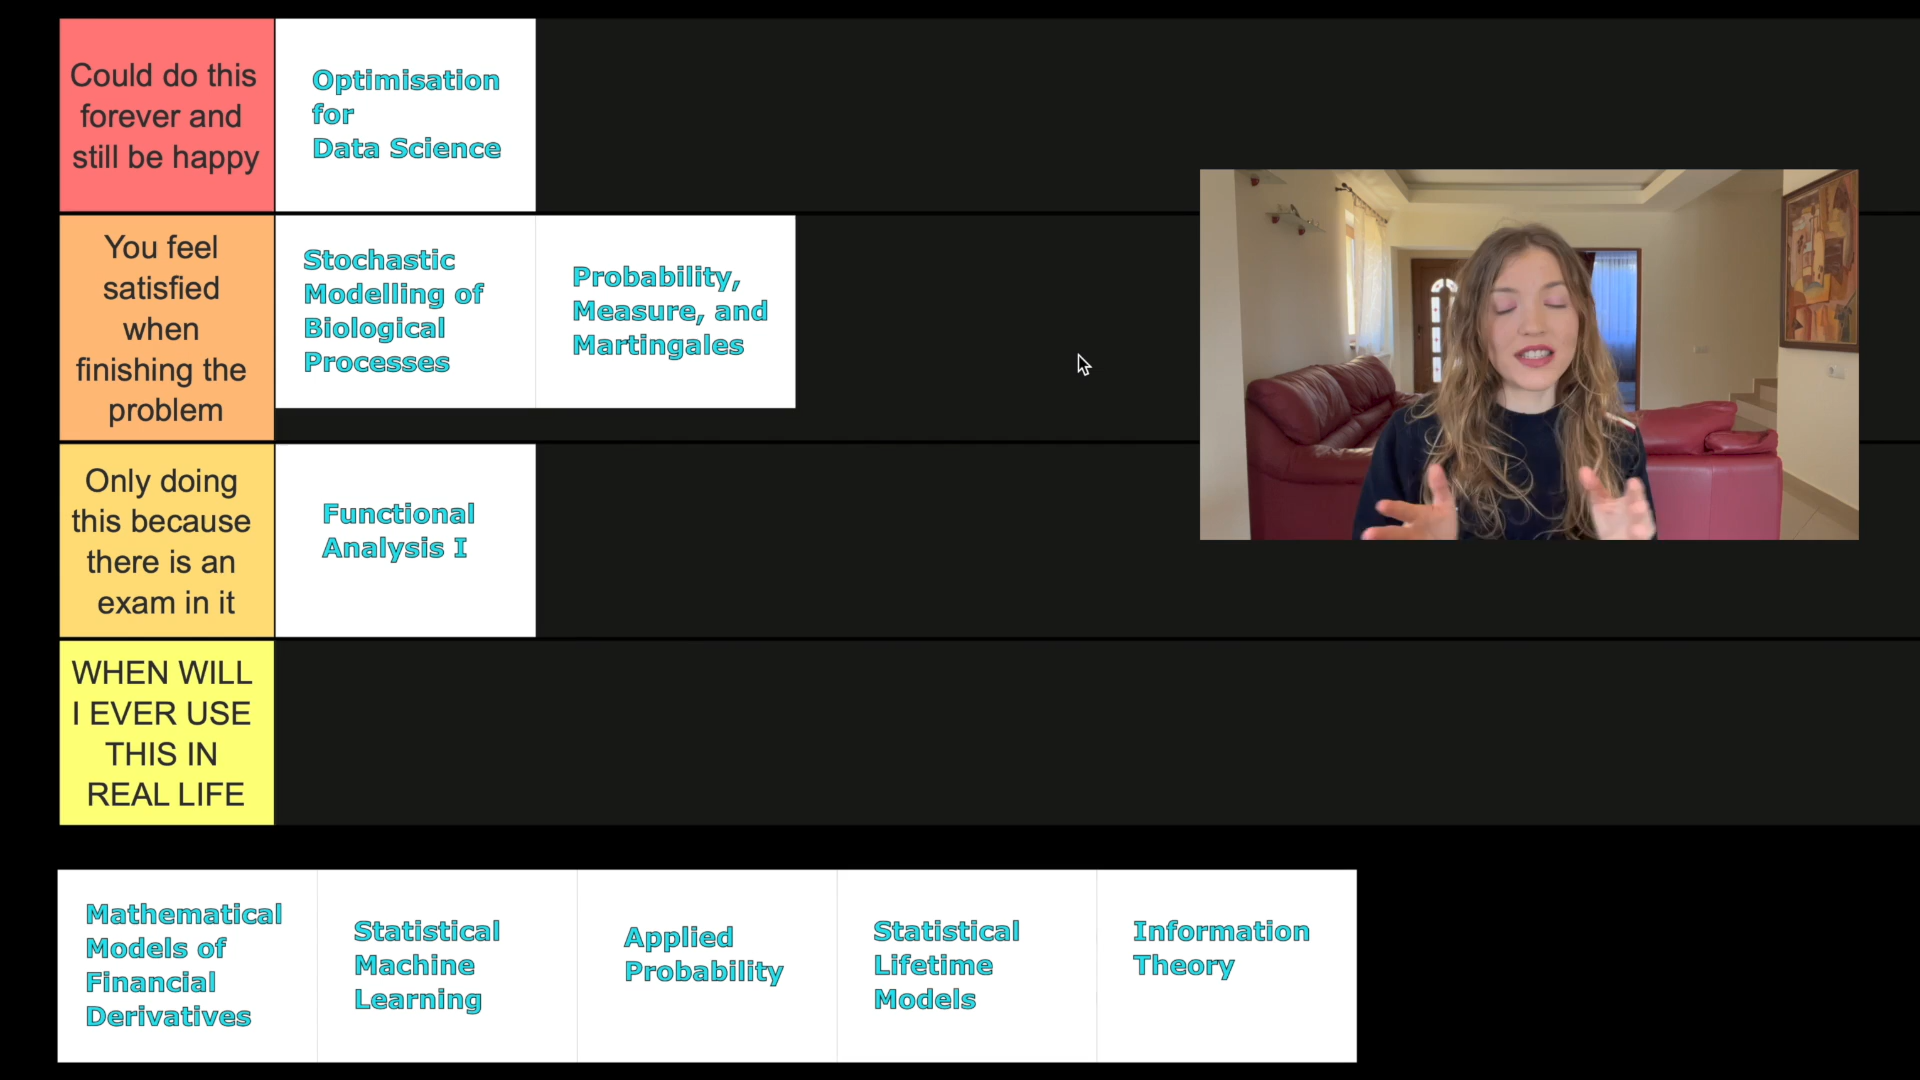 Could do this
forever and
still be happy
Optimisation
for
Data Science
You feel
satisfied
when
finishing the
problem
Stochastic
Modelling of
Biological
Processes
Probability,
Measure, and
Martingales
Only doing
this because
there is an
exam in it
Functional
Analysis I
WHEN WILL
I EVER USE
THIS IN
REAL LIFE
Mathematical
Models of
Financial
Derivatives
Statistical
Machine
Learning
Applied
Probability
Statistical
Lifetime
Models
Information
Theory